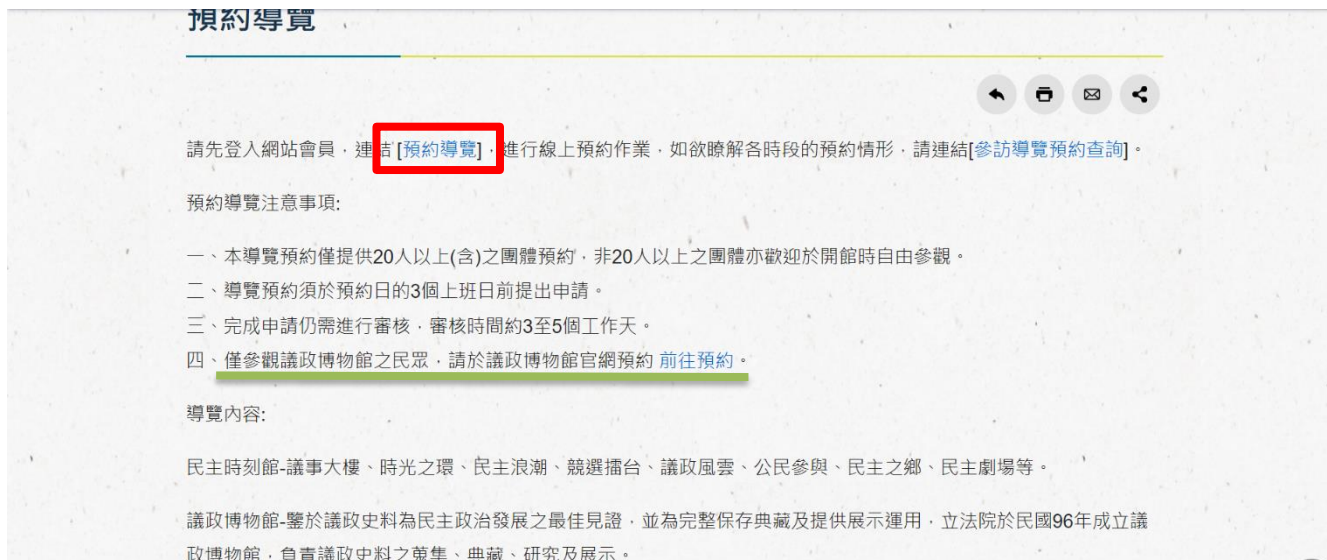 預約導覽
請先登入網站會員，連結 [預約導覽]，進行線上預約作業，如欲瞭解各時段的預約情形，請連結[參訪導覽預約查詢]。
預約導覽注意事項:
一、本導覽預約僅提供20人以上(含)之團體預約，非20人以上之團體亦歡迎於開館時自由參觀。
二、導覽預約須於預約日的3個上班日前提出申請。
三、完成申請仍需進行審核，審核時間約3至5個工作天。
四、僅參觀議政博物館之民眾，請於議政博物館官網預約 前往預約。
導覽內容:
民主時刻館-議事大樓、時光之環、民主浪潮、競選擂台、議政風雲、公民參與、民主之鄉、民主劇場等。
議政博物館-鑒於議政史料為民主政治發展之最佳見證，並為完整保存典藏及提供展示運用，立法院於民國96年成立議
政博物館，負責議政史料之蒐集、典藏、研究及展示。